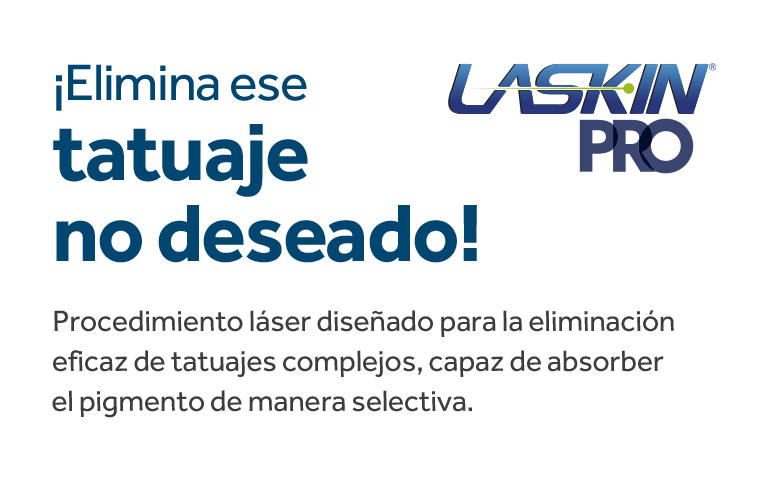 ¡Elimina ese
tatuaje
no deseado!
LASKIN®
PRO
Procedimiento láser diseñado para la eliminación
eficaz de tatuajes complejos, capaz de absorber
el pigmento de manera selectiva.